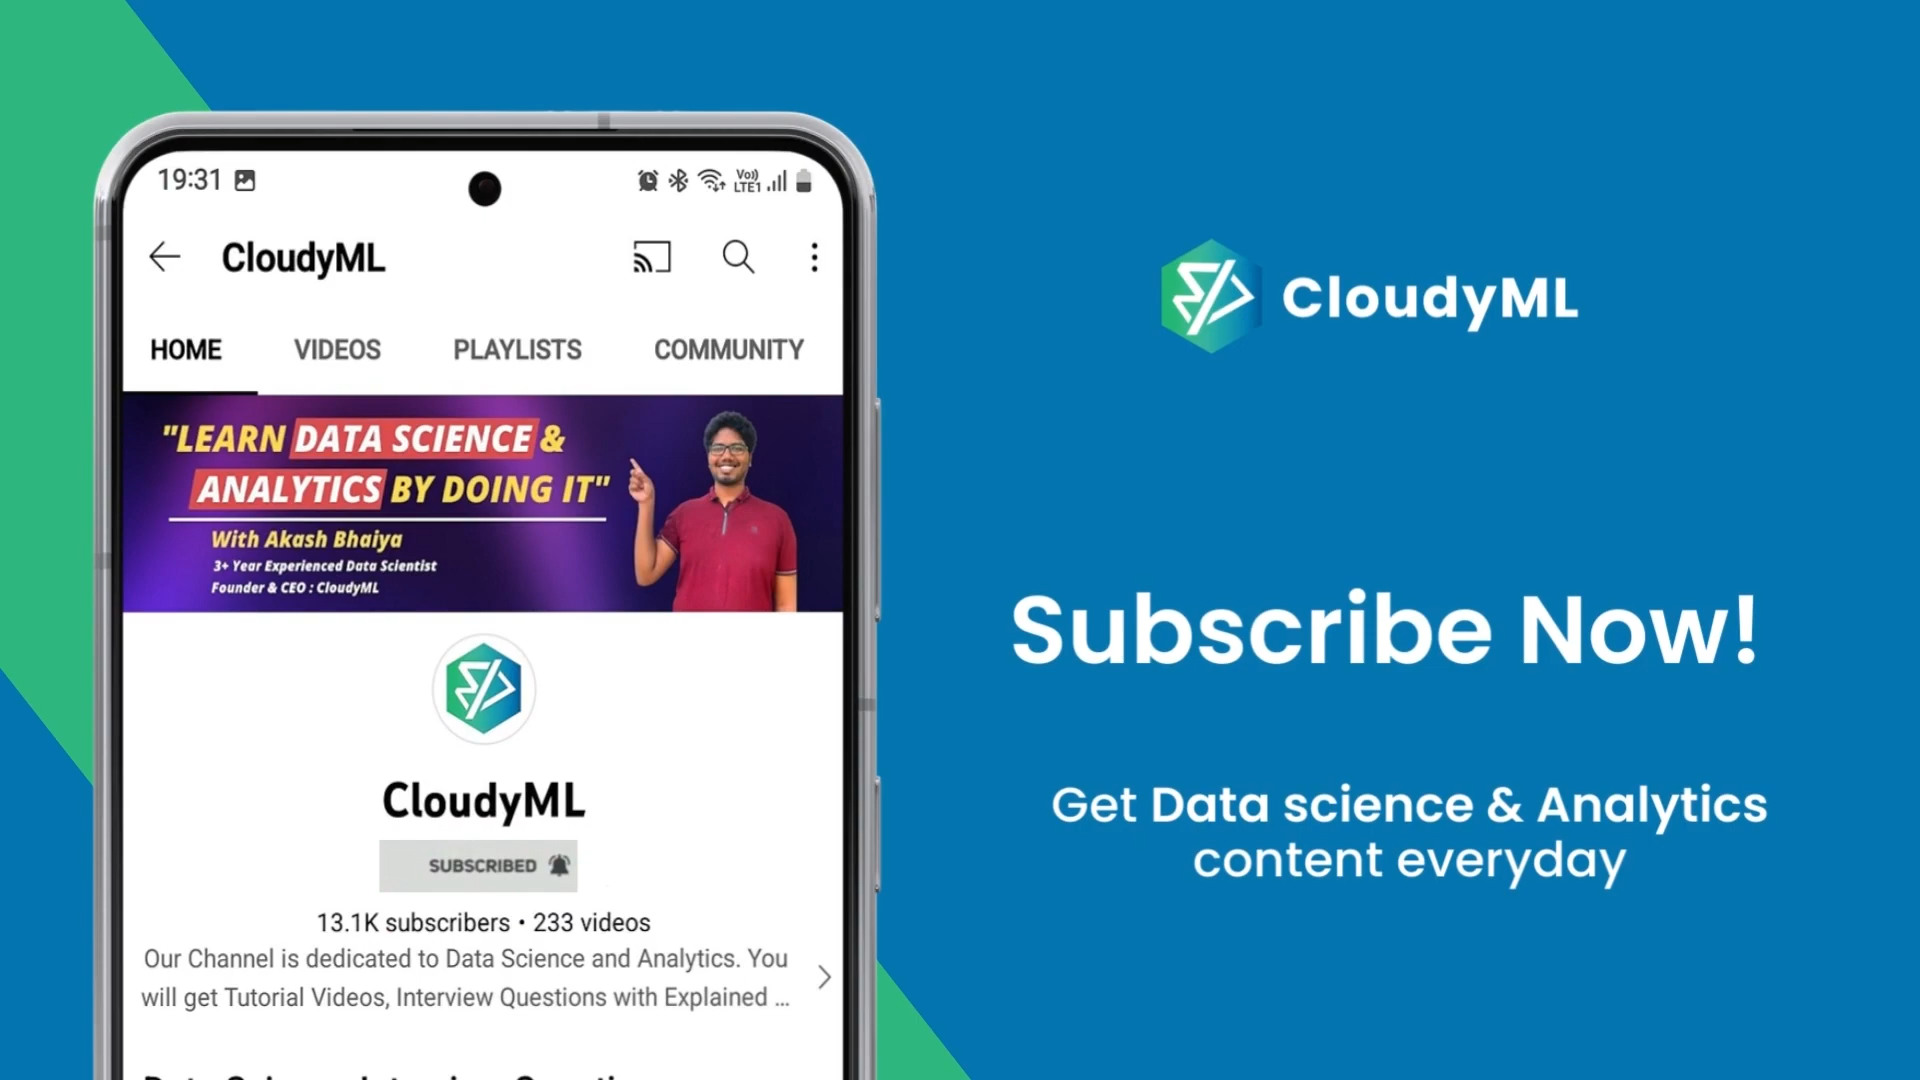 19:31
Vo))
LTE1
CloudyML
HOME VIDEOS PLAYLISTS COMMUNITY
"LEARN DATA SCIENCE &
ANALYTICS BY DOING IT"
With Akash Bhaiya
3+ Year Experienced Data Scientist
Founder & CEO : CloudyML
CloudyML
SUBSCRIBED
13.1K subscribers • 233 videos
Our Channel is dedicated to Data Science and Analytics. You
will get Tutorial Videos, Interview Questions with Explained ...
CloudyML
Subscribe Now!
Get Data science & Analytics
content everyday